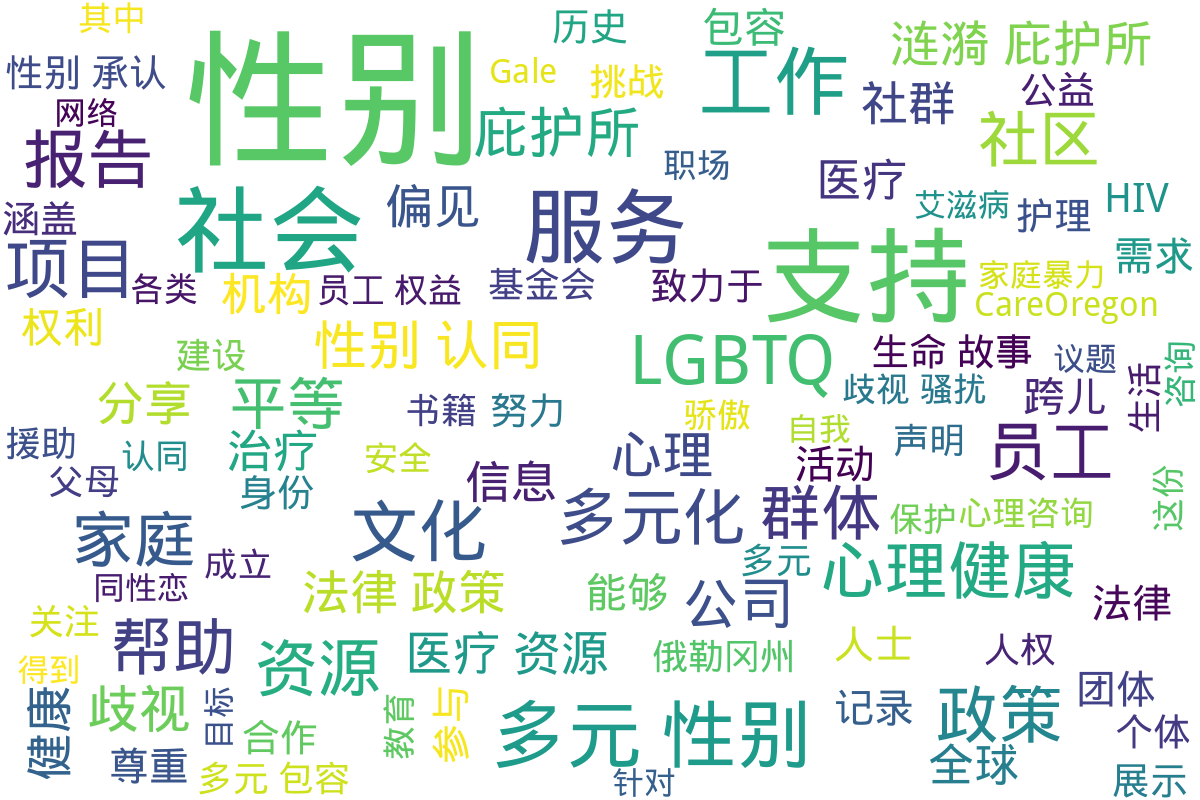 其中
历史
包容
涟漪 庇护所
性别
工作
性别 承认
Gale
挑战
社群
公益
网络
庇护所
社区
报告
职场
医疗
社会
偏见
服务
艾滋病
HIV
涵盖
护理
支持
项目
需求
各类
机构
员工 权益
基金会
致力于
家庭暴力
CareOregon
权利
性别 认同
建设
LGBTQ
生命 故事
议题
咨询
分享
平等
书籍
努力
歧视 骚扰
跨儿
生活
骄傲
自我
援助
认同
治疗
安全
心理
声明
员工
父母
身份
信息
活动
家庭
文化
多元化
群体
保护
心理咨询
这份
成立
多元
心理健康
同性恋
法律 政策
能够
公司
法律
关注
帮助
资源
医疗 资源
俄勒冈州
人士
人权
得到
健康
歧视
目标
教育
参与
多元 性别
记录
政策
团体
合作
个体
尊重
多元 包容
针对
全球
展示